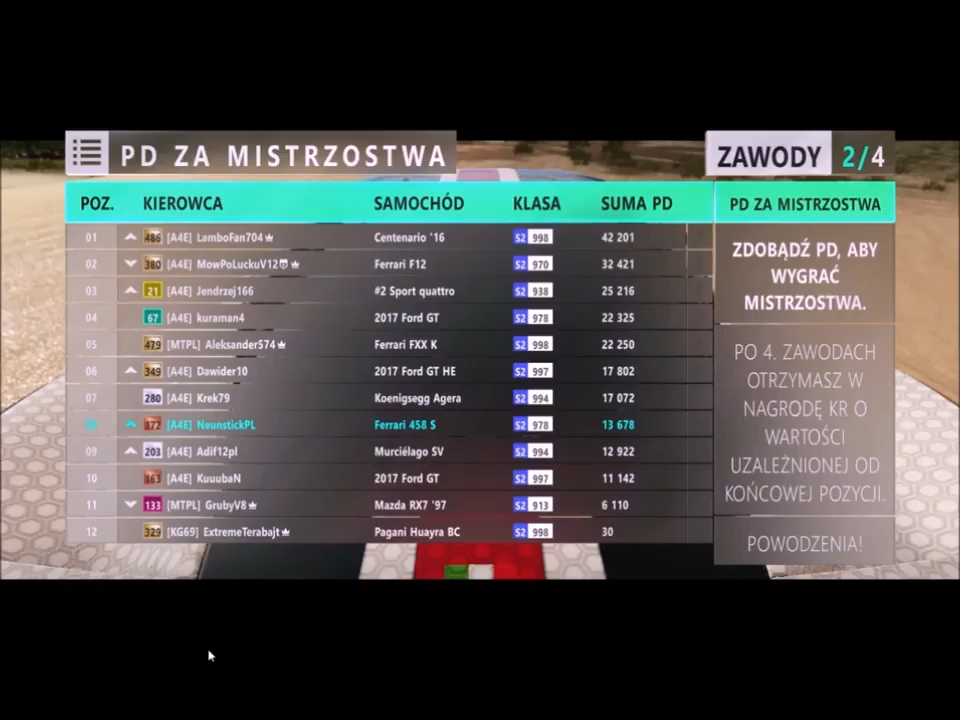 PD ZA MISTRZOSTWA
ZAWODY 2/4
POZ. KIEROWCA SAMOCHÓD KLASA SUMA PD
01 486 [A4E] LamboFan704 Centenario '16 S2 998 42 201
02 380 [A4E] MowPoLuckuV12 Ferrari F12 S2 970 32 421
03 21 [A4E] Jendrzej166 #2 Sport quattro S2 938 25 216
04 67 [A4E] kuraman4 2017 Ford GT S2 978 22 325
05 479 [MTPL] Aleksander574 Ferrari FXX K S2 998 22 250
06 349 [A4E] Dawider10 2017 Ford GT HE S2 997 17 802
07 280 [A4E] Krek79 Koenigsegg Agera S2 994 17 072
08 172 [A4E] NeunstickPL Ferrari 458 S S2 978 13 678
09 203 [A4E] Adif12pl Murciélago SV S2 994 12 922
10 163 [A4E] KuuubaN 2017 Ford GT S2 997 11 142
11 133 [MTPL] GrubyV8 Mazda RX7 '97 S2 913 6 110
12 329 [KG69] ExtremeTerabajt Pagani Huayra BC S2 998 30
PD ZA MISTRZOSTWA
ZDOBĄDŹ PD, ABY
WYGRAĆ
MISTRZOSTWA.
PO 4. ZAWODACH
OTRZYMASZ W
NAGRODĘ KR O
WARTOŚCI
UZALEŻNIONEJ OD
KOŃCOWEJ POZYCJI.
POWODZENIA!